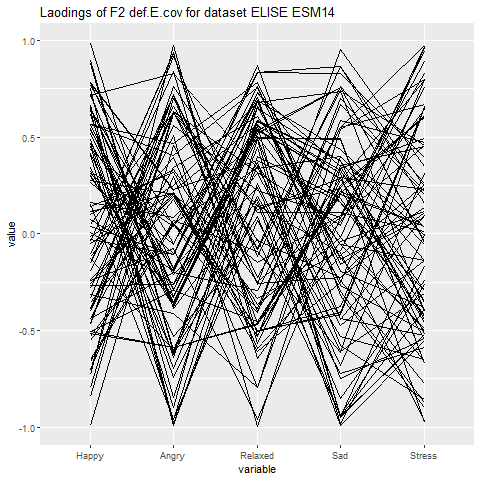 Laodings of F2 def.E.cov for dataset ELISE ESM14
1.0
0.5
0.0
-0.5
-1.0
value
Happy Angry Relaxed Sad Stress
variable